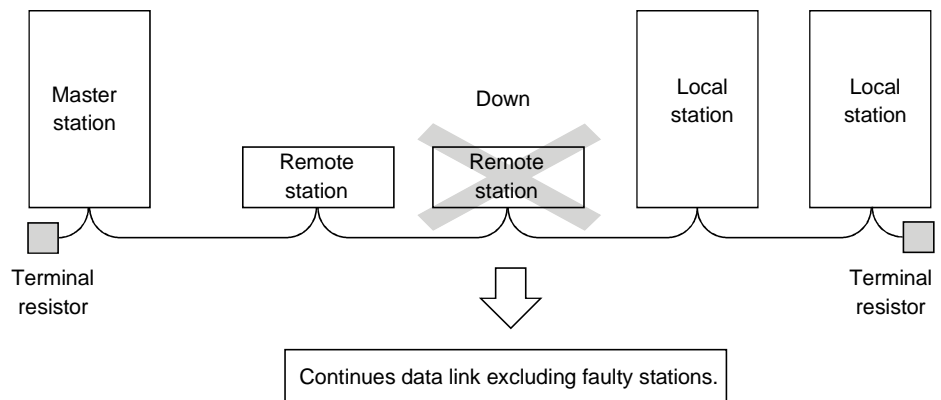 Master
station
Remote
station
Down
Remote
station
Local
station
Local
station
Terminal
resistor
Terminal
resistor
Continues data link excluding faulty stations.